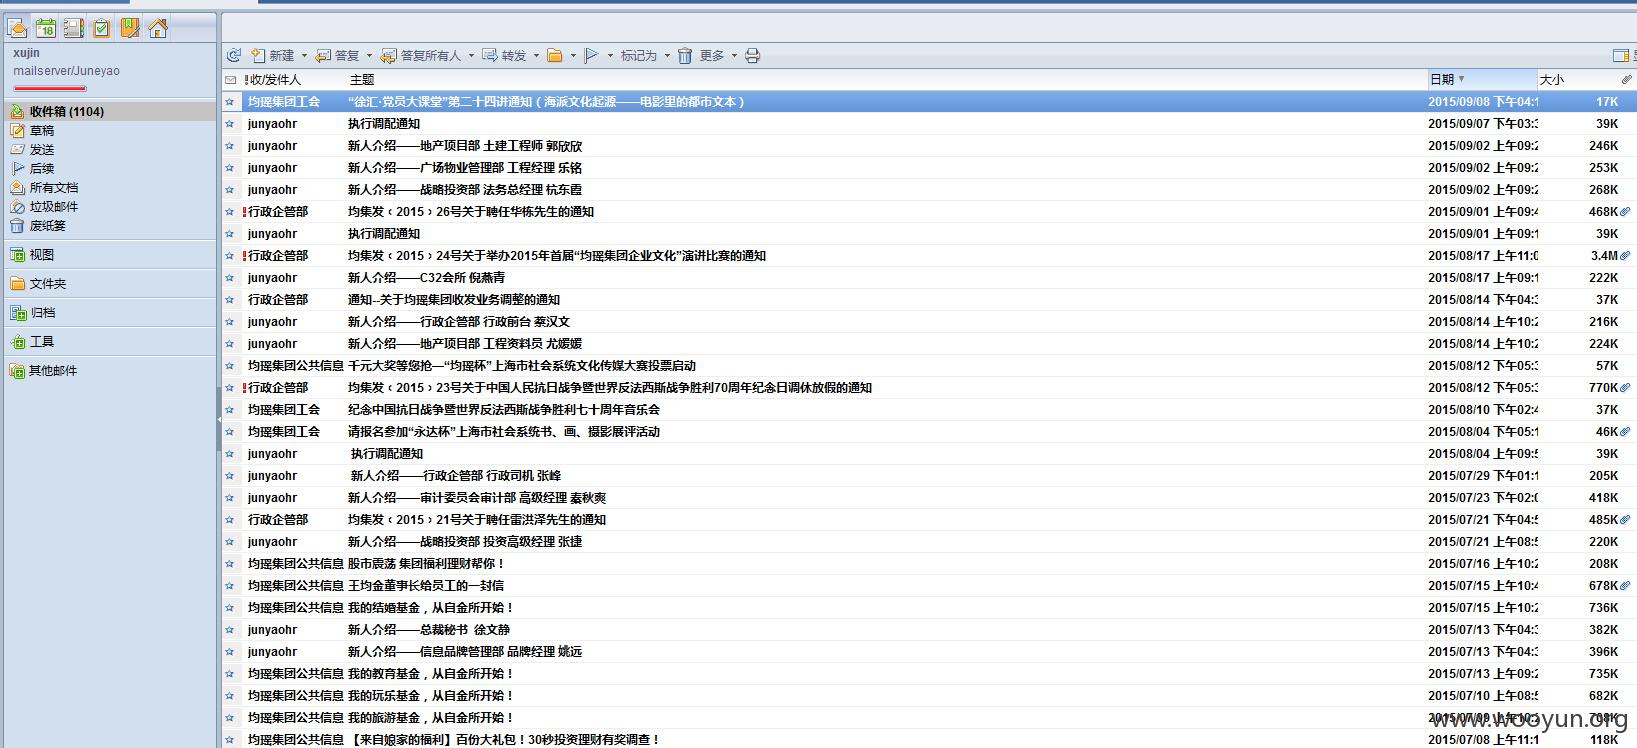 xujin
mailserver/Juneyao
收件箱 (1104)
草稿
发送
后续
所有文档
垃圾邮件
废纸篓
视图
文件夹
归档
工具
其他邮件
新建 答复 答复所有人 转发 标记为 更多
!收/发件人 主题 日期 大小
均瑶集团工会 “徐汇·党员大课堂”第二十四讲通知（海派文化起源——电影里的都市文本） 2015/09/08 下午04:1 17K
junyaohr 执行调配通知 2015/09/07 下午03:3 39K
junyaohr 新人介绍——地产项目部 土建工程师 郭欣欣 2015/09/02 上午09:2 246K
junyaohr 新人介绍——广场物业管理部 工程经理 乐铭 2015/09/02 上午09:2 253K
junyaohr 新人介绍——战略投资部 法务总经理 杭东霞 2015/09/02 上午09:2 268K
!行政企管部 均集发﹤2015﹥26号关于聘任华栋先生的通知 2015/09/01 上午09:4 468K
junyaohr 执行调配通知 2015/09/01 上午09:1 39K
!行政企管部 均集发﹤2015﹥24号关于举办2015年首届“均瑶集团企业文化”演讲比赛的通知 2015/08/17 上午11:0 3.4M
junyaohr 新人介绍——C32会所 倪燕青 2015/08/17 上午09:1 222K
行政企管部 通知--关于均瑶集团收发业务调整的通知 2015/08/14 下午04:3 37K
junyaohr 新人介绍——行政企管部 行政前台 蔡汉文 2015/08/14 上午10:2 216K
junyaohr 新人介绍——地产项目部 工程资料员 尤媛媛 2015/08/14 上午10:2 224K
均瑶集团公共信息 千元大奖等您抢—“均瑶杯”上海市社会系统文化传媒大赛投票启动 2015/08/12 下午05:3 57K
!行政企管部 均集发﹤2015﹥23号关于中国人民抗日战争暨世界反法西斯战争胜利70周年纪念日调休放假的通知 2015/08/12 下午05:3 770K
均瑶集团工会 纪念中国抗日战争暨世界反法西斯战争胜利七十周年音乐会 2015/08/10 下午02:4 37K
均瑶集团工会 请报名参加“永达杯”上海市社会系统书、画、摄影展评活动 2015/08/04 下午05:1 46K
junyaohr 执行调配通知 2015/08/04 上午09:5 39K
junyaohr 新人介绍——行政企管部 行政司机 张峰 2015/07/29 下午01:1 205K
junyaohr 新人介绍——审计委员会审计部 高级经理 秦秋爽 2015/07/23 下午02:0 418K
行政企管部 均集发﹤2015﹥21号关于聘任雷洪泽先生的通知 2015/07/21 下午04:5 485K
junyaohr 新人介绍——战略投资部 投资高级经理 张捷 2015/07/21 上午08:5 220K
均瑶集团公共信息 股市震荡 集团福利理财帮你！ 2015/07/16 上午10:2 208K
均瑶集团公共信息 王均金董事长给员工的一封信 2015/07/15 上午10:4 678K
均瑶集团公共信息 我的结婚基金，从自金所开始！ 2015/07/15 上午10:2 736K
junyaohr 新人介绍——总裁秘书 徐文静 2015/07/13 下午04:3 382K
junyaohr 新人介绍——信息品牌管理部 品牌经理 姚远 2015/07/13 下午04:3 396K
均瑶集团公共信息 我的教育基金，从自金所开始！ 2015/07/13 上午09:2 735K
均瑶集团公共信息 我的玩乐基金，从自金所开始！ 2015/07/10 上午08:5 682K
均瑶集团公共信息 我的旅游基金，从自金所开始！ 2015/07/09 上午10:2 708K
www.wooyun.org
均瑶集团公共信息 【来自娘家的福利】百份大礼包！30秒投资理财有奖调查！ 2015/07/08 上午11:1 118K